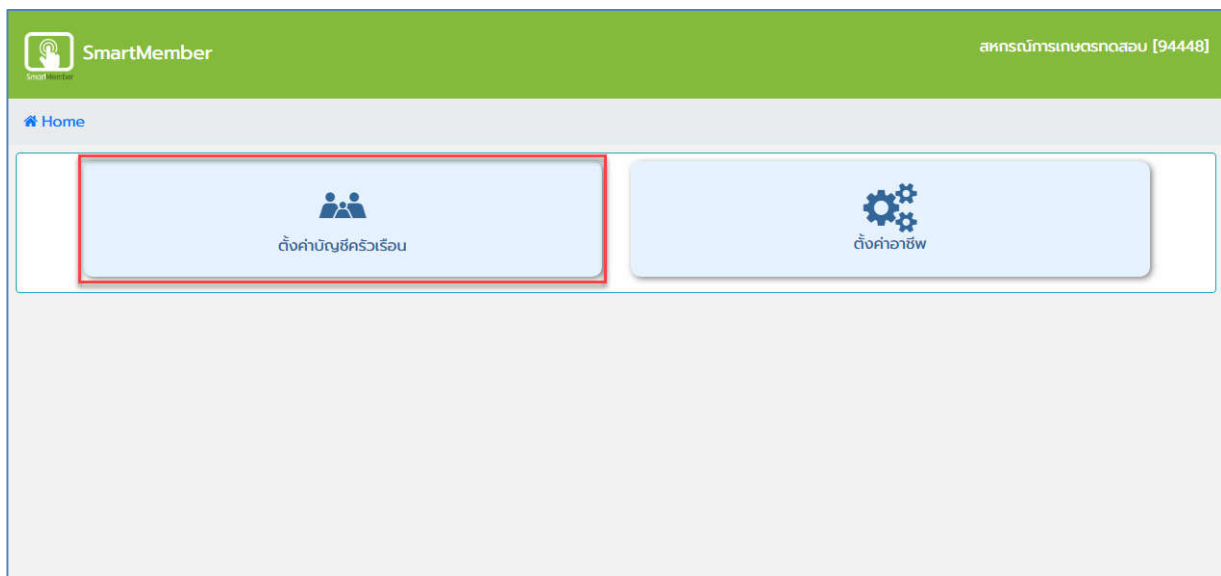 SmartMember
สหกรณ์การเกษตรทดสอบ [94448]
SmartMember
Home
ตั้งค่าบัญชีครัวเรือน
ตั้งค่าอาชีพ